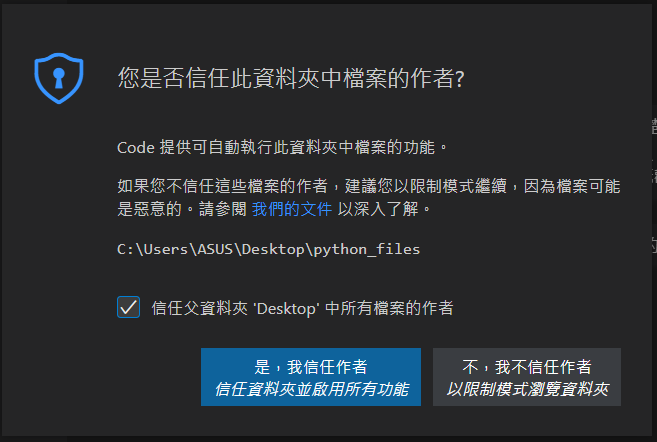 您是否信任此資料夾中檔案的作者?
Code 提供可自動執行此資料夾中檔案的功能。
如果您不信任這些檔案的作者，建議您以限制模式繼續，因為檔案可能
是惡意的。請參閱 我們的文件 以深入了解。
C:\Users\ASUS\Desktop\python_files
信任父資料夾 'Desktop' 中所有檔案的作者
是，我信任作者
信任資料夾並啟用所有功能
不，我不信任作者
以限制模式瀏覽資料夾